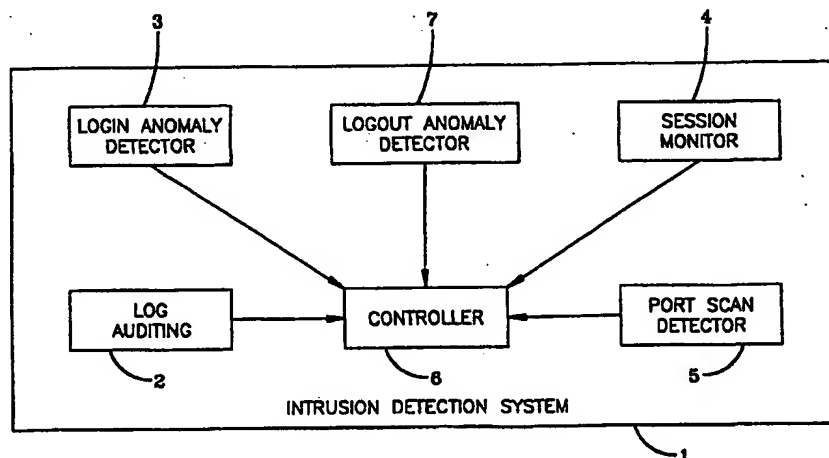 3
7
4
LOGIN ANOMALY
DETECTOR
LOGOUT ANOMALY
DETECTOR
SESSION
MONITOR
LOG
AUDITING
CONTROLLER
PORT SCAN
DETECTOR
2
6
5
INTRUSION DETECTION SYSTEM
1